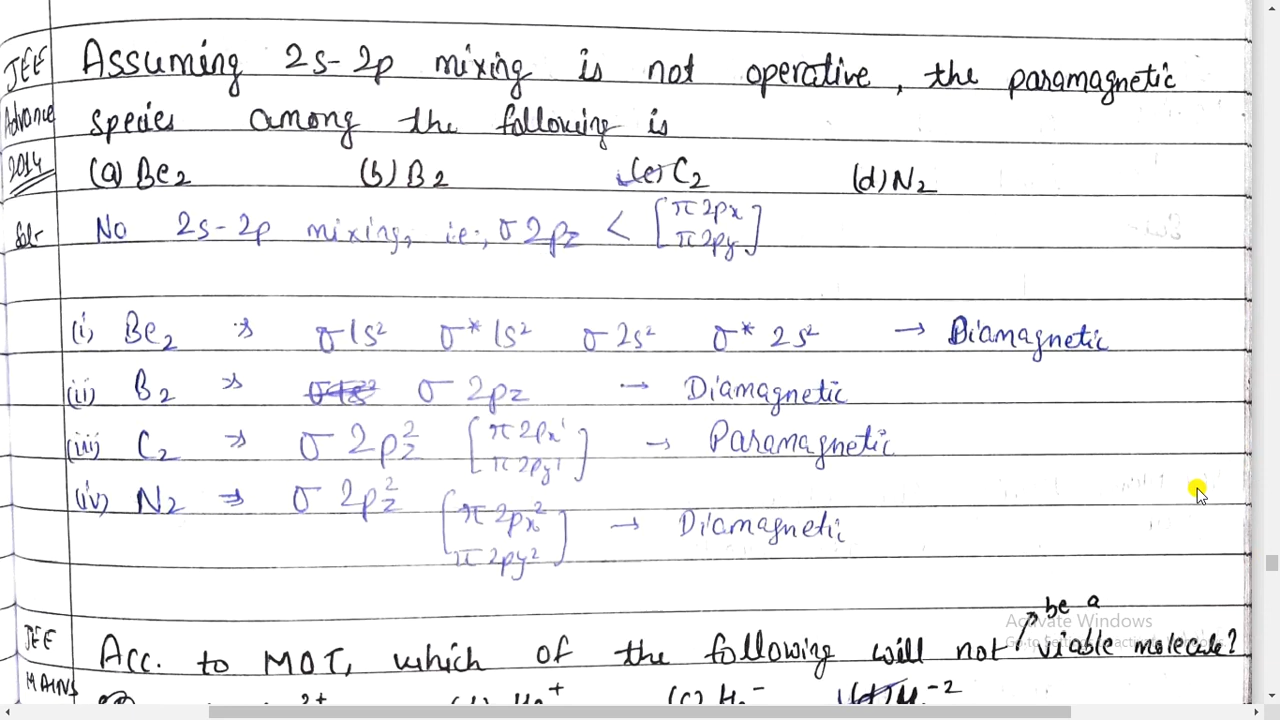 JEE Advance 2014
Assuming 2s-2p mixing is not operative, the paramagnetic
species among the following is
(a) Be2 (b) B2 (c) C2 (d) N2
Sol:- No 2s-2p mixing, i.e., σ2pz < [π2px π2py]
(i) Be2 ⇒ σ1s² σ*1s² σ2s² σ*2s² → Diamagnetic
(ii) B2 ⇒ σ 2pz → Diamagnetic
(iii) C2 ⇒ σ 2pz² [π2px¹ π2py¹] → Paramagnetic
(iv) N2 ⇒ σ 2pz² [π2px² π2py²] → Diamagnetic
JEE MAINS
be a
Activate Windows
Acc. to MOT, which of the following will not viable molecule?